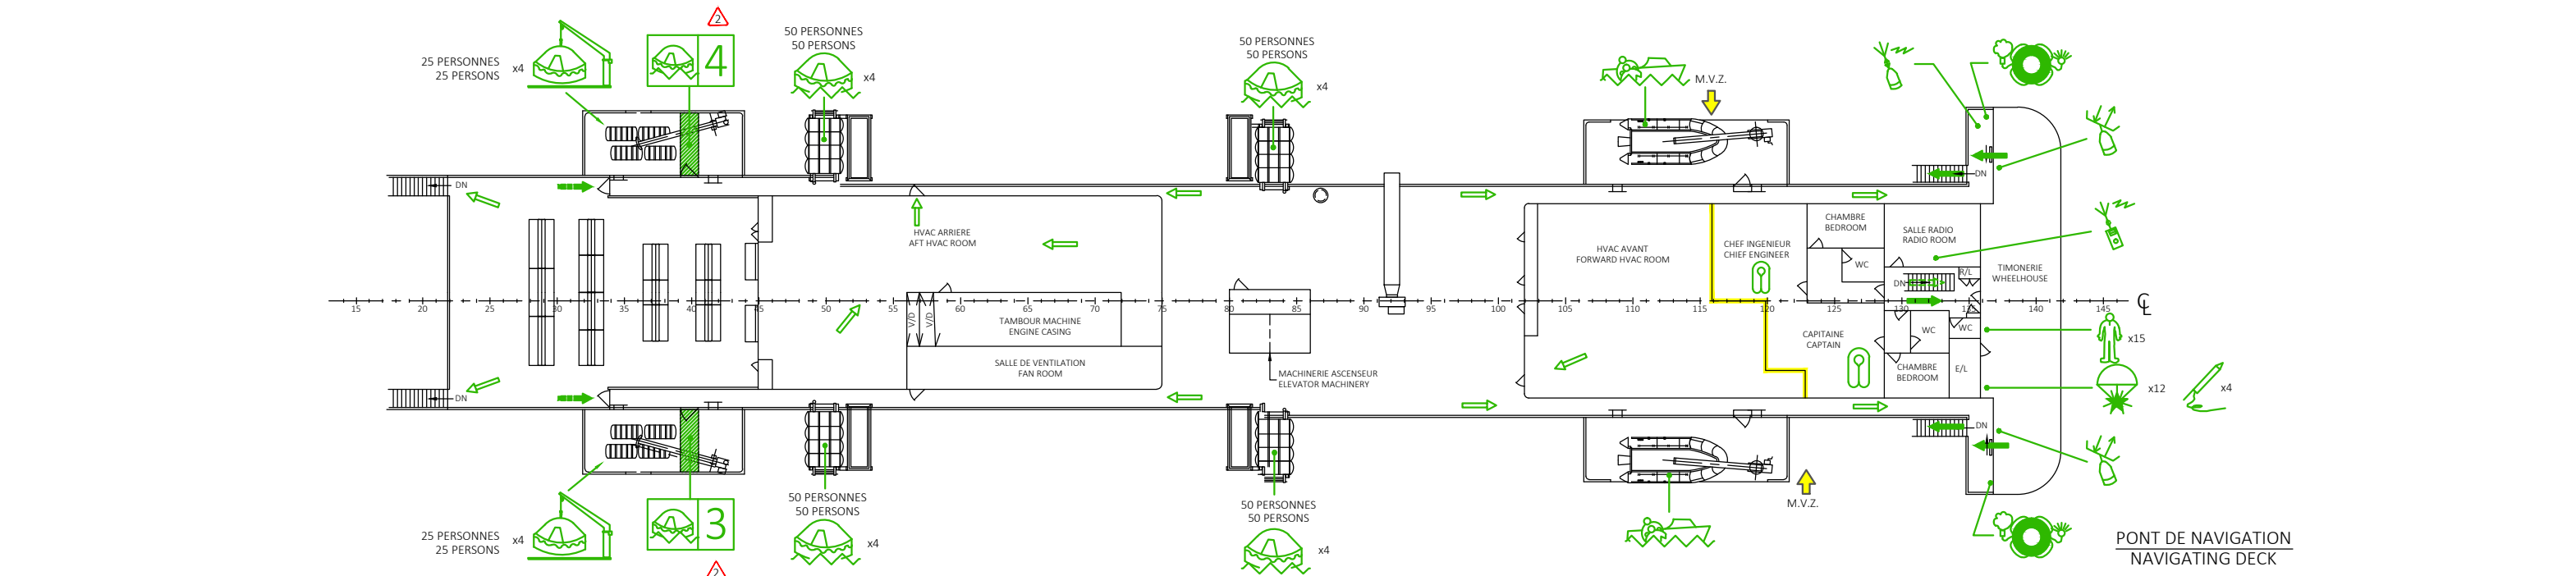 2
50 PERSONNES
50 PERSONS
x4
25 PERSONNES
25 PERSONS
x4
4
50 PERSONNES
50 PERSONS
x4
M.V.Z.
DN
DN
HVAC ARRIERE
AFT HVAC ROOM
HVAC AVANT
FORWARD HVAC ROOM
CHEF INGENIEUR
CHIEF ENGINEER
CHAMBRE
BEDROOM
WC
SALLE RADIO
RADIO ROOM
R/L
DN
TIMONERIE
WHEELHOUSE
15 20 25 30 35 40 45 50 55 60 65 70 75 80 85 90 95 100 105 110 115 120 125 130 135 140 145
V/D
V/D
TAMBOUR MACHINE
ENGINE CASING
SALLE DE VENTILATION
FAN ROOM
MACHINERIE ASCENSEUR
ELEVATOR MACHINERY
CAPITAINE
CAPTAIN
WC
WC
CHAMBRE
BEDROOM
E/L
x15
x12
x4
DN
DN
25 PERSONNES
25 PERSONS
x4
3
50 PERSONNES
50 PERSONS
x4
50 PERSONNES
50 PERSONS
x4
M.V.Z.
2
PONT DE NAVIGATION
NAVIGATING DECK